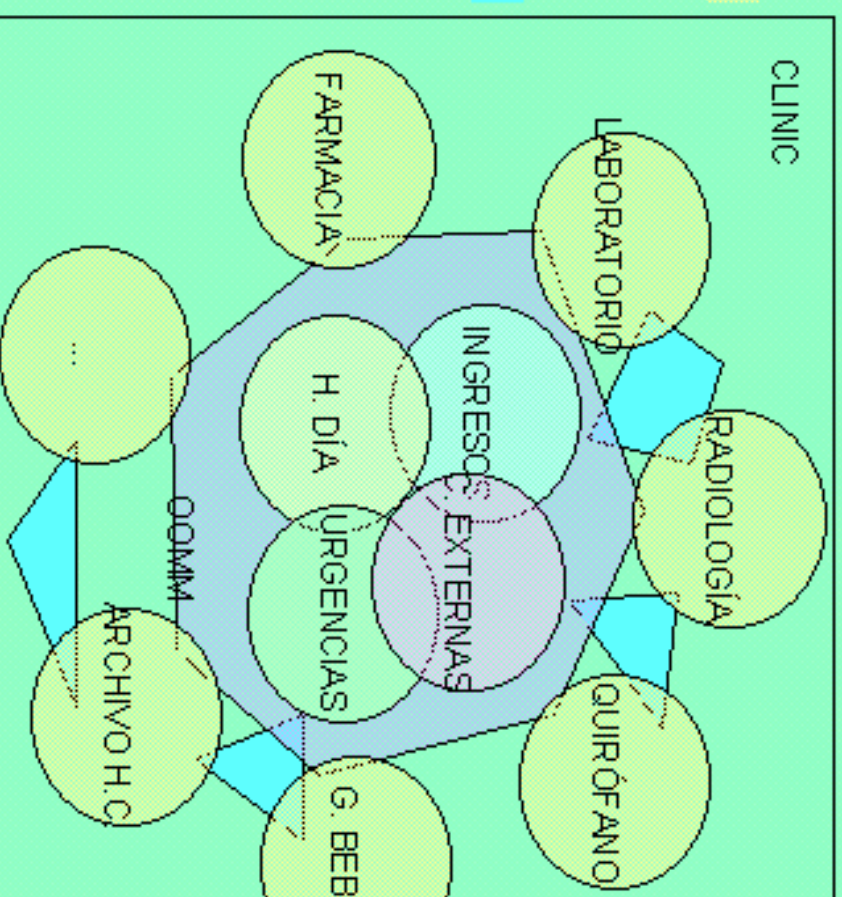 CLINIC
LABORATORIO
FARMACIA
RADIOLOGÍA
INGRESOS
H. DÍA
...
C. EXTERNAS
URGENCIAS
OOMM
QUIRÓFANO
G. BEB
ARCHIVO H.C